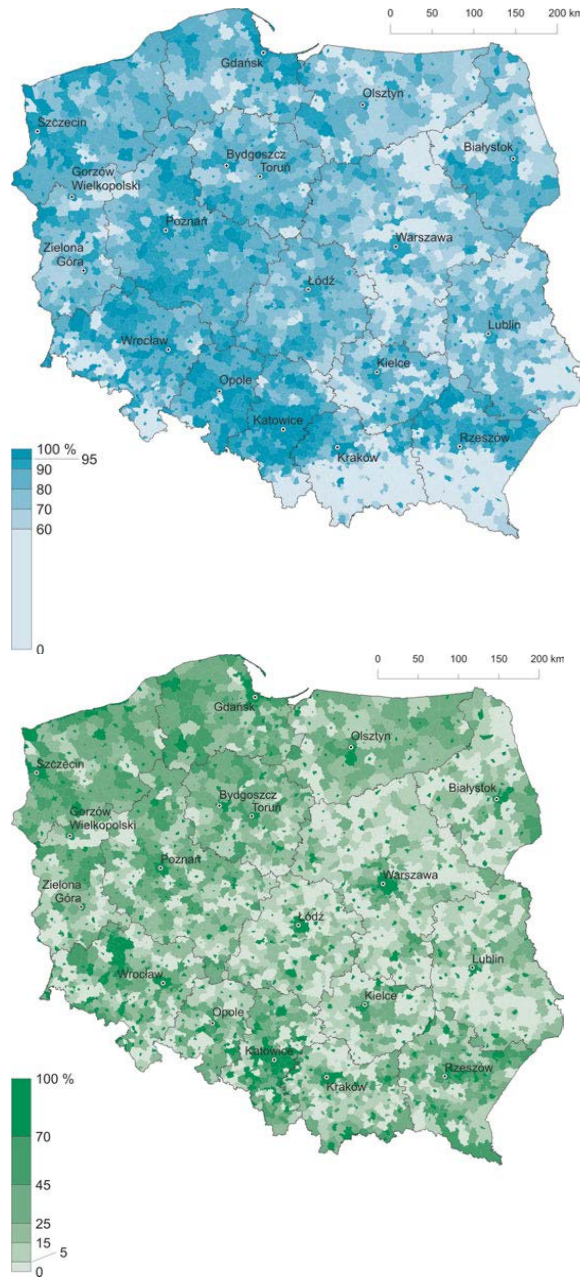 0 50 100 150 200 km
Gdańsk
Olsztyn
Szczecin
Białystok
Bydgoszcz
Toruń
Gorzów
Wielkopolski
Poznań
Warszawa
Zielona
Góra
Łódź
Lublin
Wrocław
Kielce
Opole
Katowice
Kraków
Rzeszów
100 %
95
90
80
70
60
0
0 50 100 150 200 km
Gdańsk
Olsztyn
Szczecin
Białystok
Bydgoszcz
Toruń
Gorzów
Wielkopolski
Poznań
Warszawa
Zielona
Góra
Łódź
Lublin
Wrocław
Kielce
Opole
Katowice
Kraków
Rzeszów
100 %
70
45
25
15
5
0